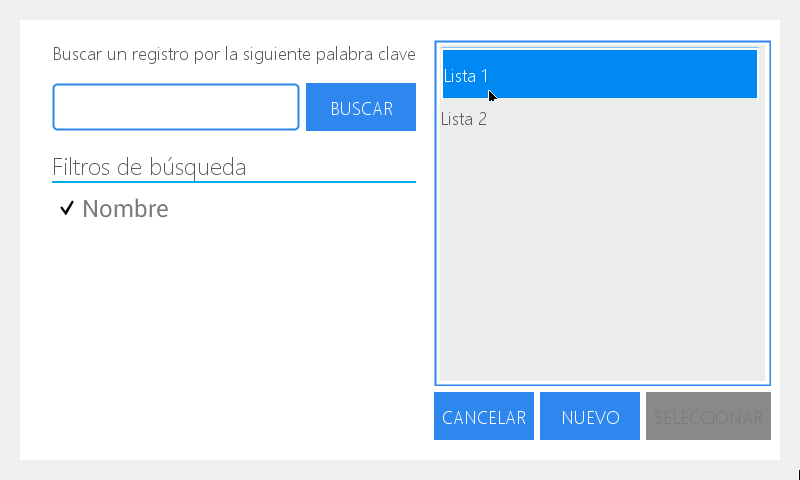 Buscar un registro por la siguiente palabra clave
BUSCAR
Filtros de búsqueda
Nombre
Lista 1
Lista 2
CANCELAR
NUEVO
SELECCIONAR